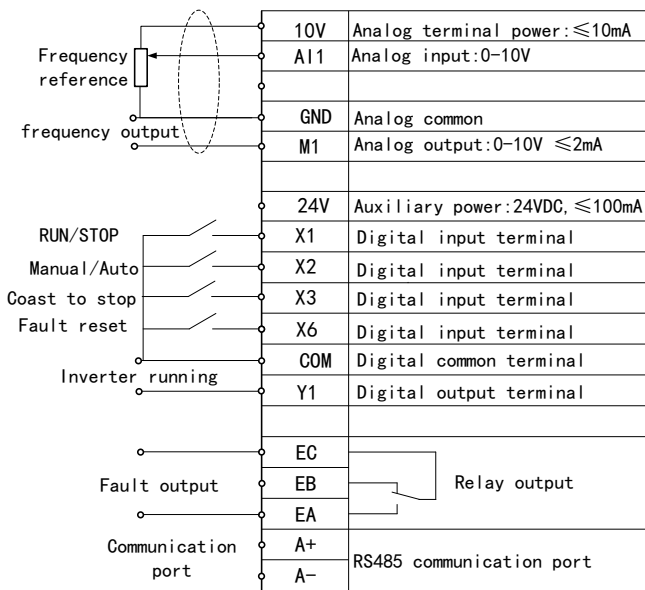 10V Analog terminal power:≤10mA
Frequency reference
AI1 Analog input:0-10V
GND Analog common
frequency output
M1 Analog output:0-10V ≤2mA
24V Auxiliary power:24VDC,≤100mA
RUN/STOP X1 Digital input terminal
Manual/Auto X2 Digital input terminal
Coast to stop X3 Digital input terminal
Fault reset X6 Digital input terminal
COM Digital common terminal
Inverter running
Y1 Digital output terminal
EC
Fault output EB Relay output
EA
Communication port
A+
RS485 communication port
A-